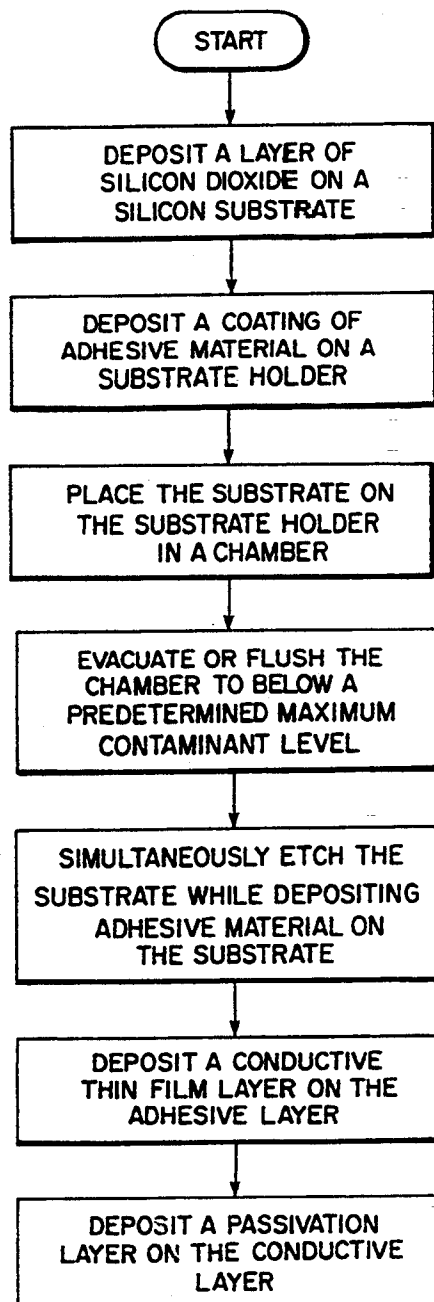 START
DEPOSIT A LAYER OF
SILICON DIOXIDE ON A
SILICON SUBSTRATE
DEPOSIT A COATING OF
ADHESIVE MATERIAL ON A
SUBSTRATE HOLDER
PLACE THE SUBSTRATE ON
THE SUBSTRATE HOLDER
IN A CHAMBER
EVACUATE OR FLUSH THE
CHAMBER TO BELOW A
PREDETERMINED MAXIMUM
CONTAMINANT LEVEL
SIMULTANEOUSLY ETCH THE
SUBSTRATE WHILE DEPOSITING
ADHESIVE MATERIAL ON
THE SUBSTRATE
DEPOSIT A CONDUCTIVE
THIN FILM LAYER ON THE
ADHESIVE LAYER
DEPOSIT A PASSIVATION
LAYER ON THE CONDUCTIVE
LAYER